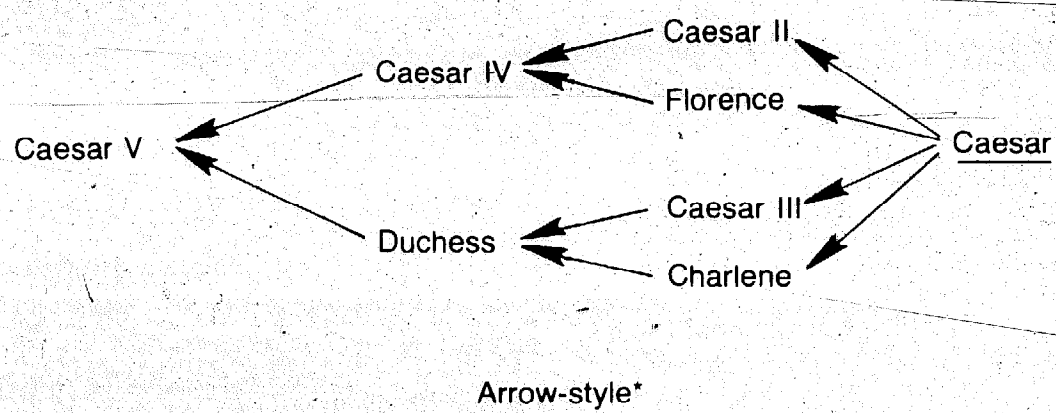 Caesar II
Caesar IV
Florence
Caesar V
Caesar
Caesar III
Duchess
Charlene
Arrow-style*